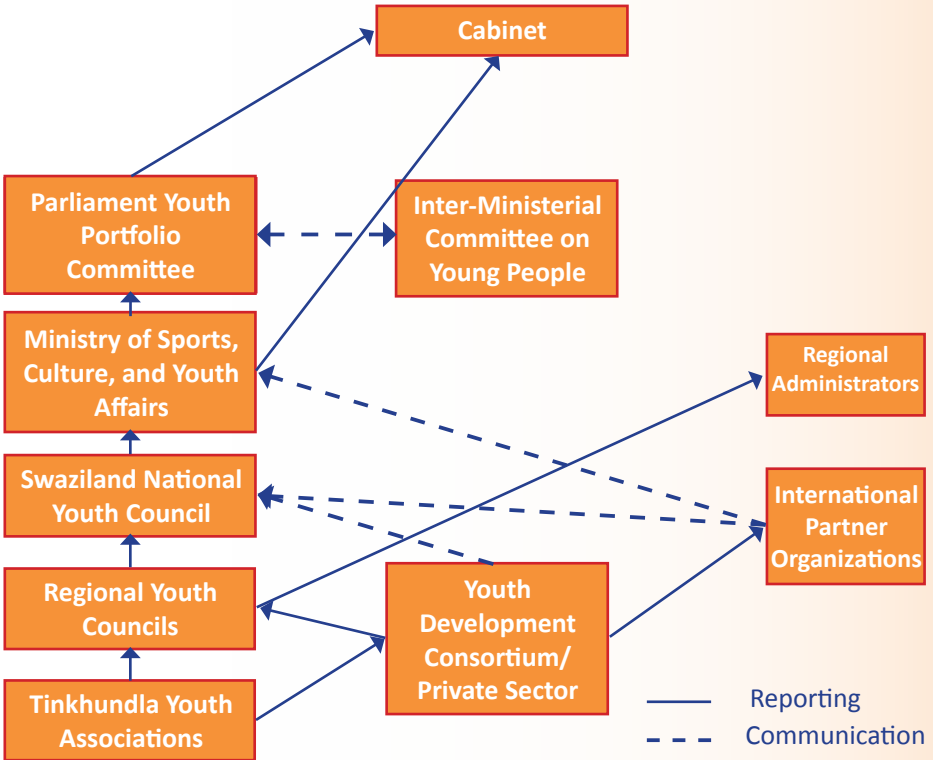 Cabinet
Parliament Youth
Portfolio
Committee
Inter-Ministerial
Committee on
Young People
Ministry of Sports,
Culture, and Youth
Affairs
Regional
Administrators
Swaziland National
Youth Council
International
Partner
Organizations
Regional Youth
Councils
Youth
Development
Consortium/
Private Sector
Tinkhundla Youth
Associations
Reporting
Communication